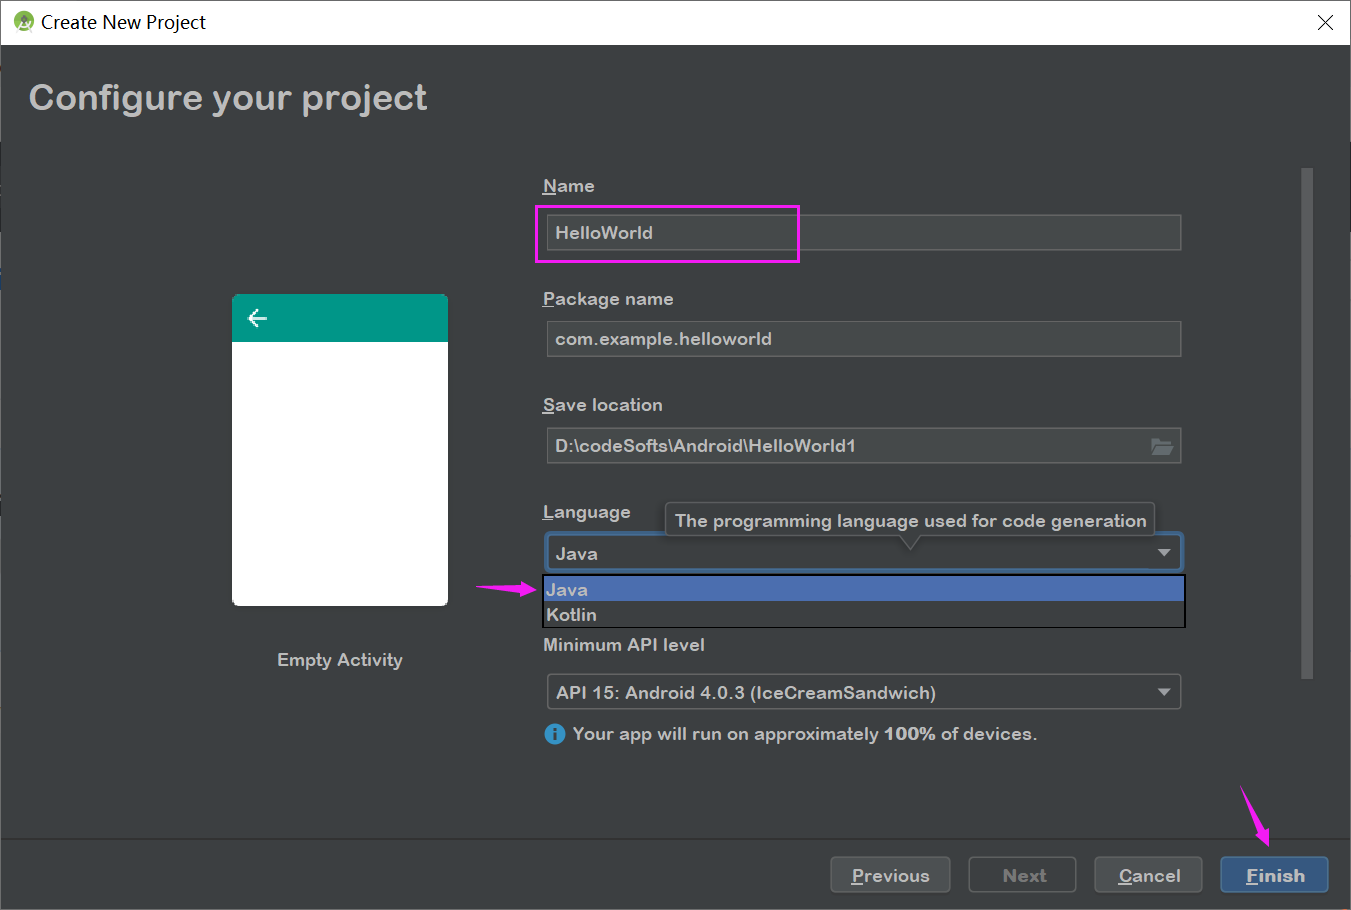 Create New Project
Configure your project
Name
HelloWorld
Package name
com.example.helloworld
Save location
D:\codeSofts\Android\HelloWorld1
Language
The programming language used for code generation
Java
Java
Kotlin
Minimum API level
API 15: Android 4.0.3 (IceCreamSandwich)
Your app will run on approximately 100% of devices.
Empty Activity
Previous
Next
Cancel
Finish